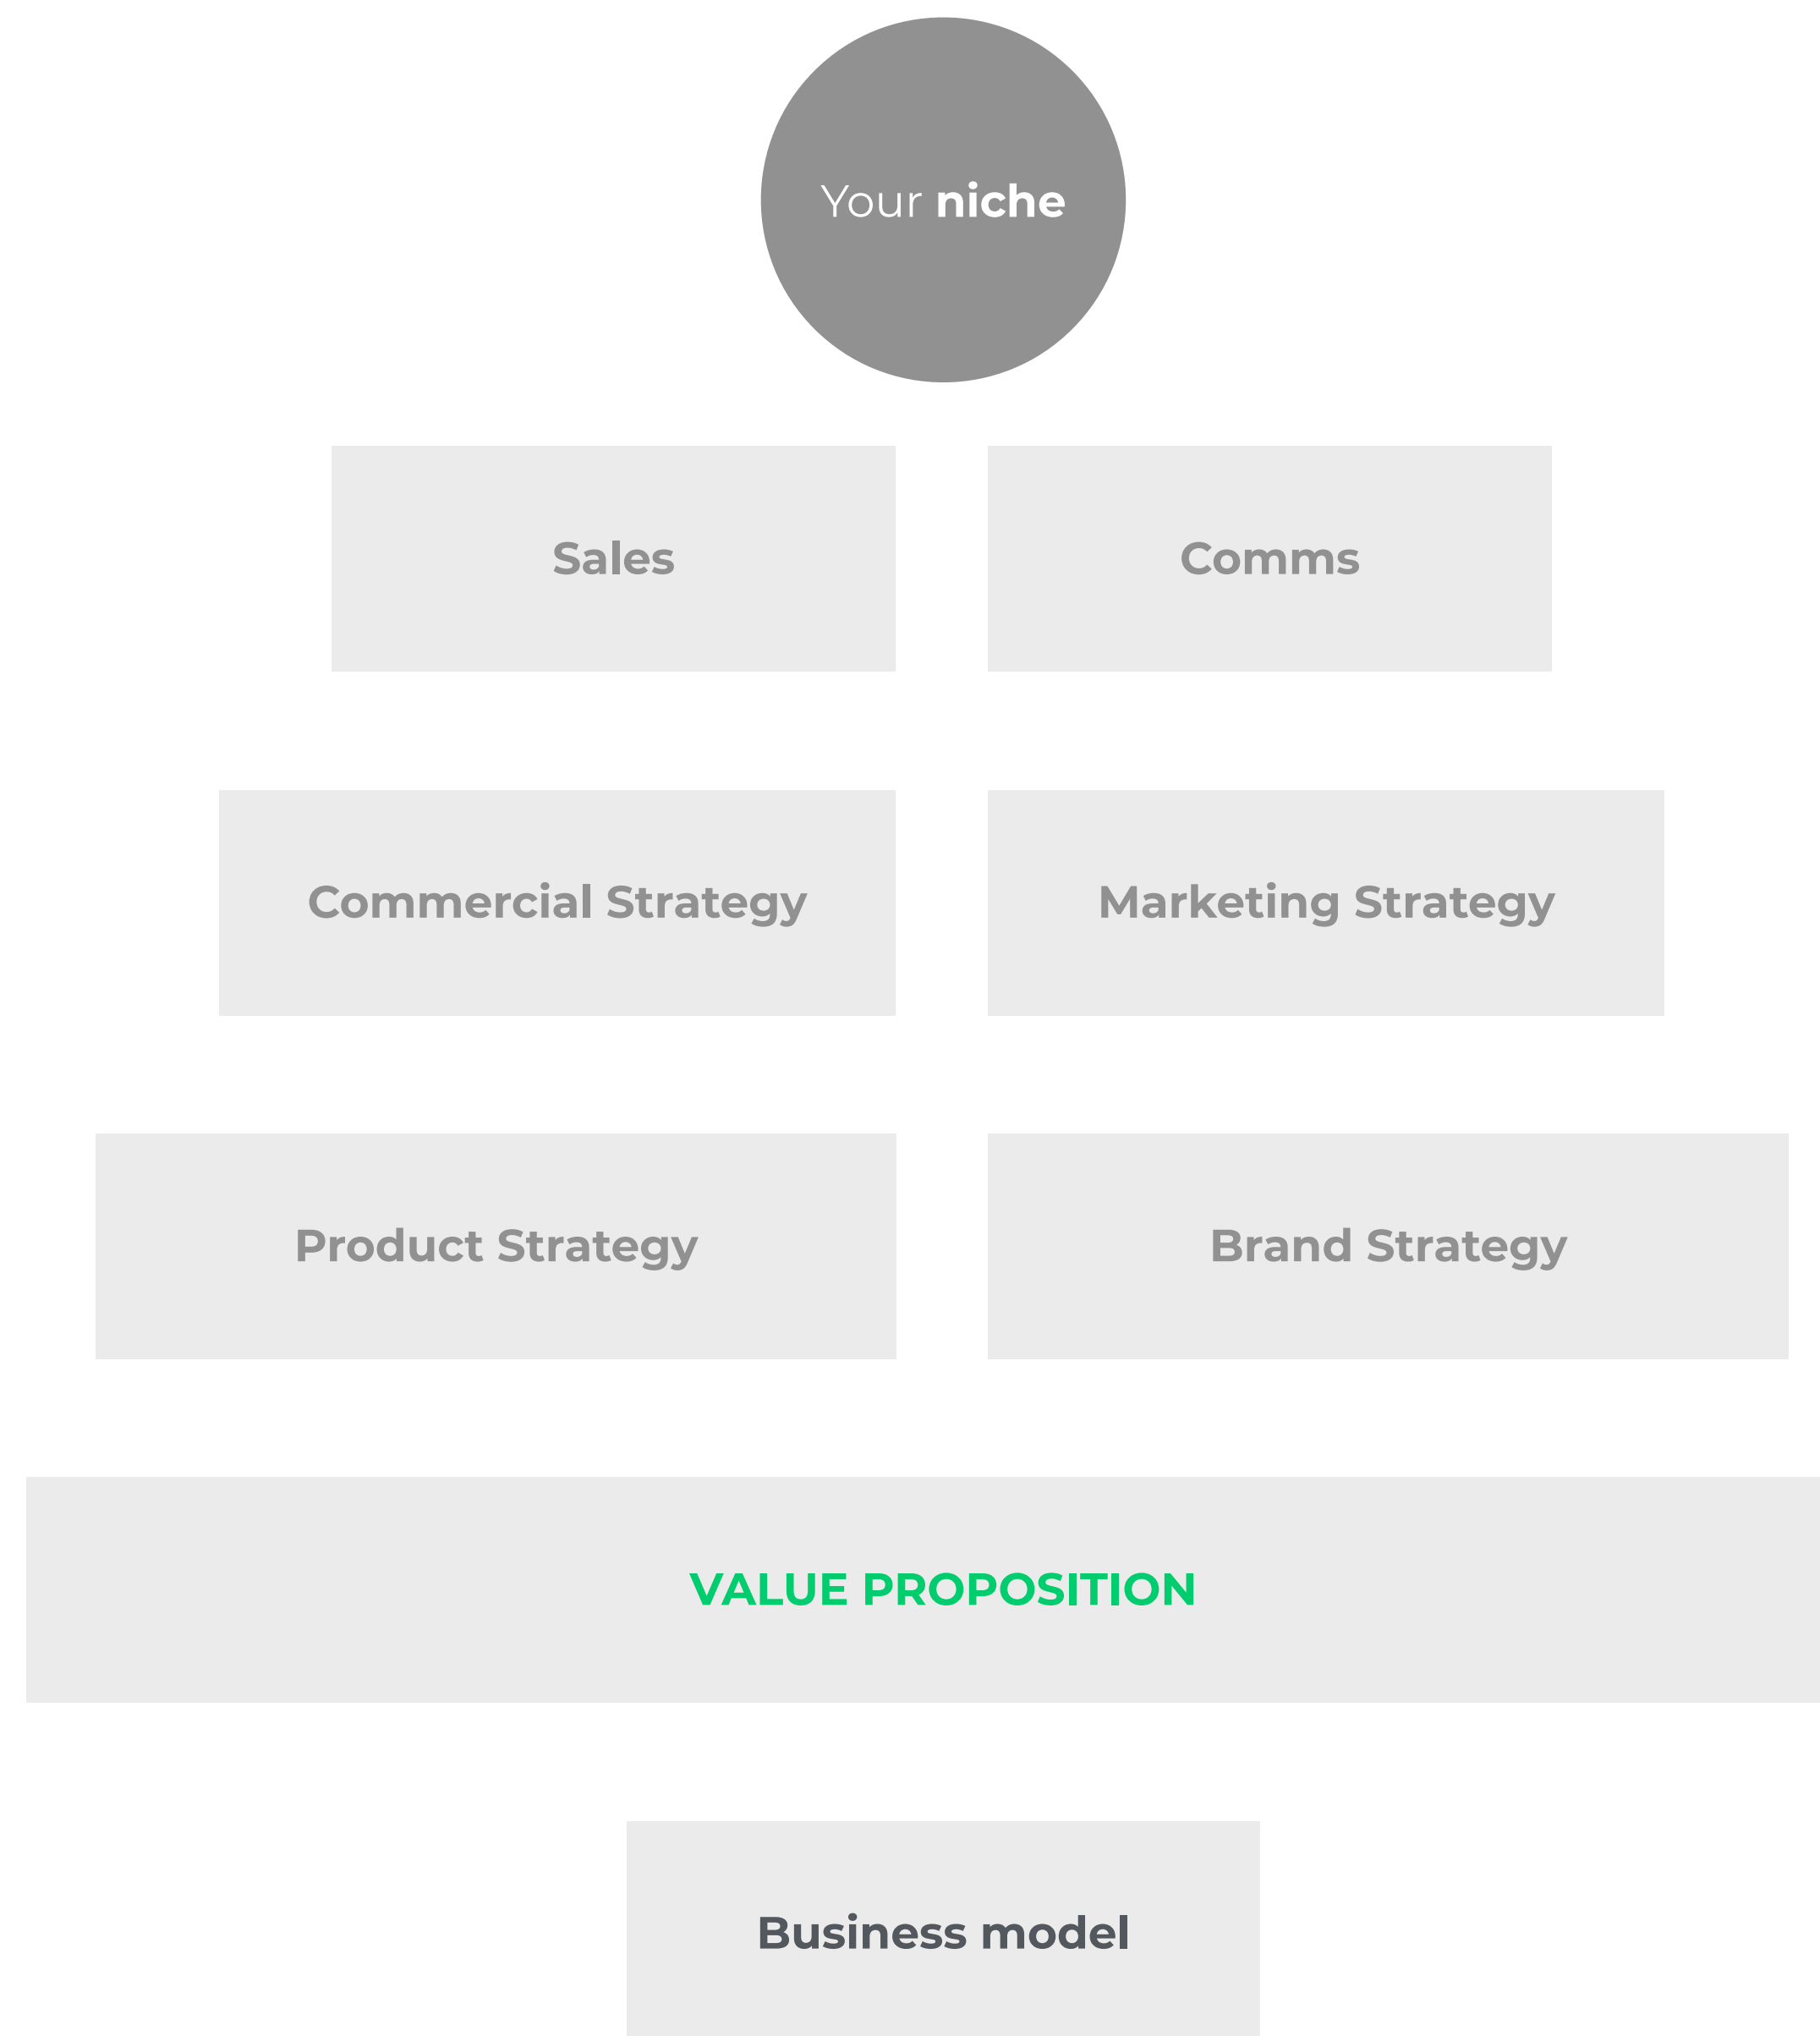 Your niche
Sales
Comms
Commercial Strategy
Marketing Strategy
Product Strategy
Brand Strategy
VALUE PROPOSITION
Business model